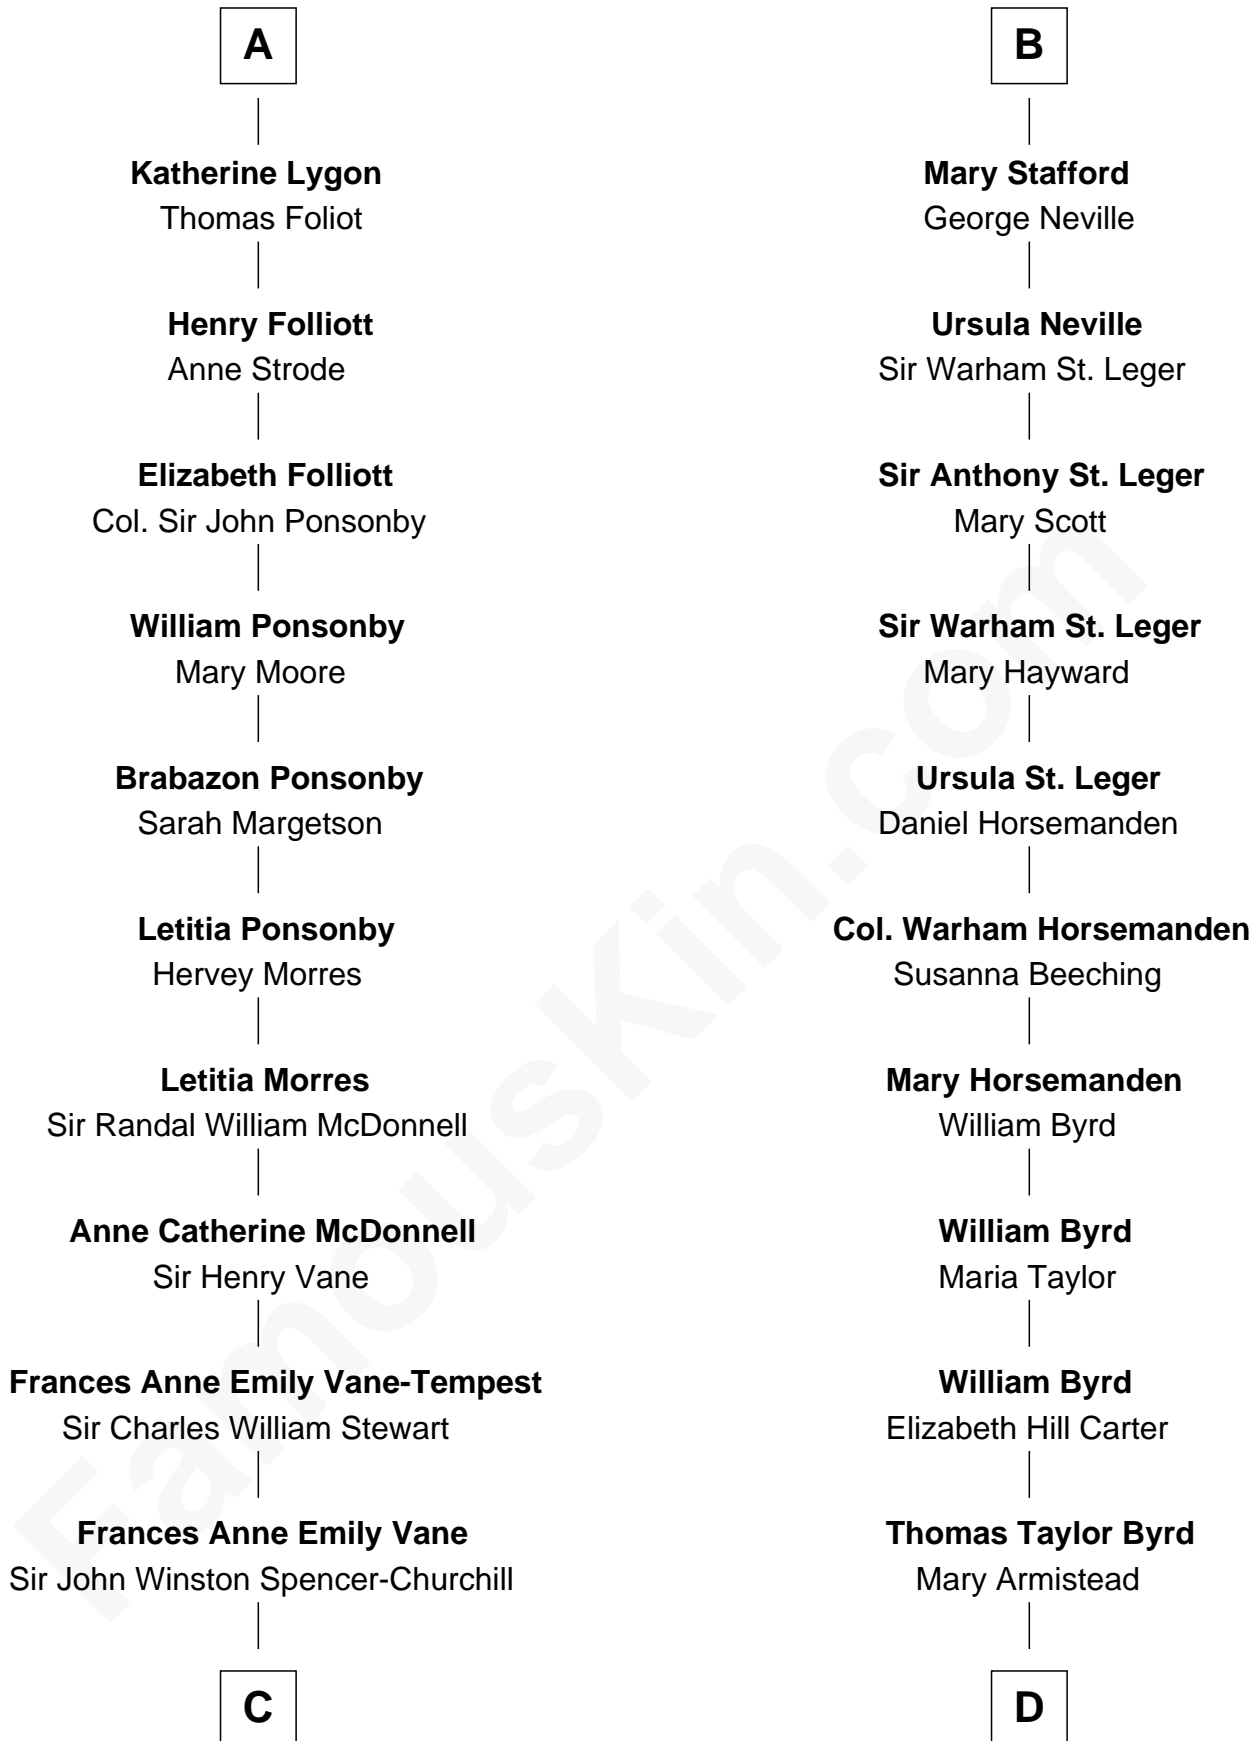 A
Katherine Lygon
Thomas Foliot
Henry Folliott
Anne Strode
Elizabeth Folliott
Col. Sir John Ponsonby
William Ponsonby
Mary Moore
Brabazon Ponsonby
Sarah Margetson
Letitia Ponsonby
Hervey Morres
Letitia Morres
Sir Randal William McDonnell
Anne Catherine McDonnell
Sir Henry Vane
Frances Anne Emily Vane-Tempest
Sir Charles William Stewart
Frances Anne Emily Vane
Sir John Winston Spencer-Churchill
C
B
Mary Stafford
George Neville
Ursula Neville
Sir Warham St. Leger
Sir Anthony St. Leger
Mary Scott
Sir Warham St. Leger
Mary Hayward
Ursula St. Leger
Daniel Horsemanden
Col. Warham Horsemanden
Susanna Beeching
Mary Horsemanden
William Byrd
William Byrd
Maria Taylor
William Byrd
Elizabeth Hill Carter
Thomas Taylor Byrd
Mary Armistead
D
FamousKin.com